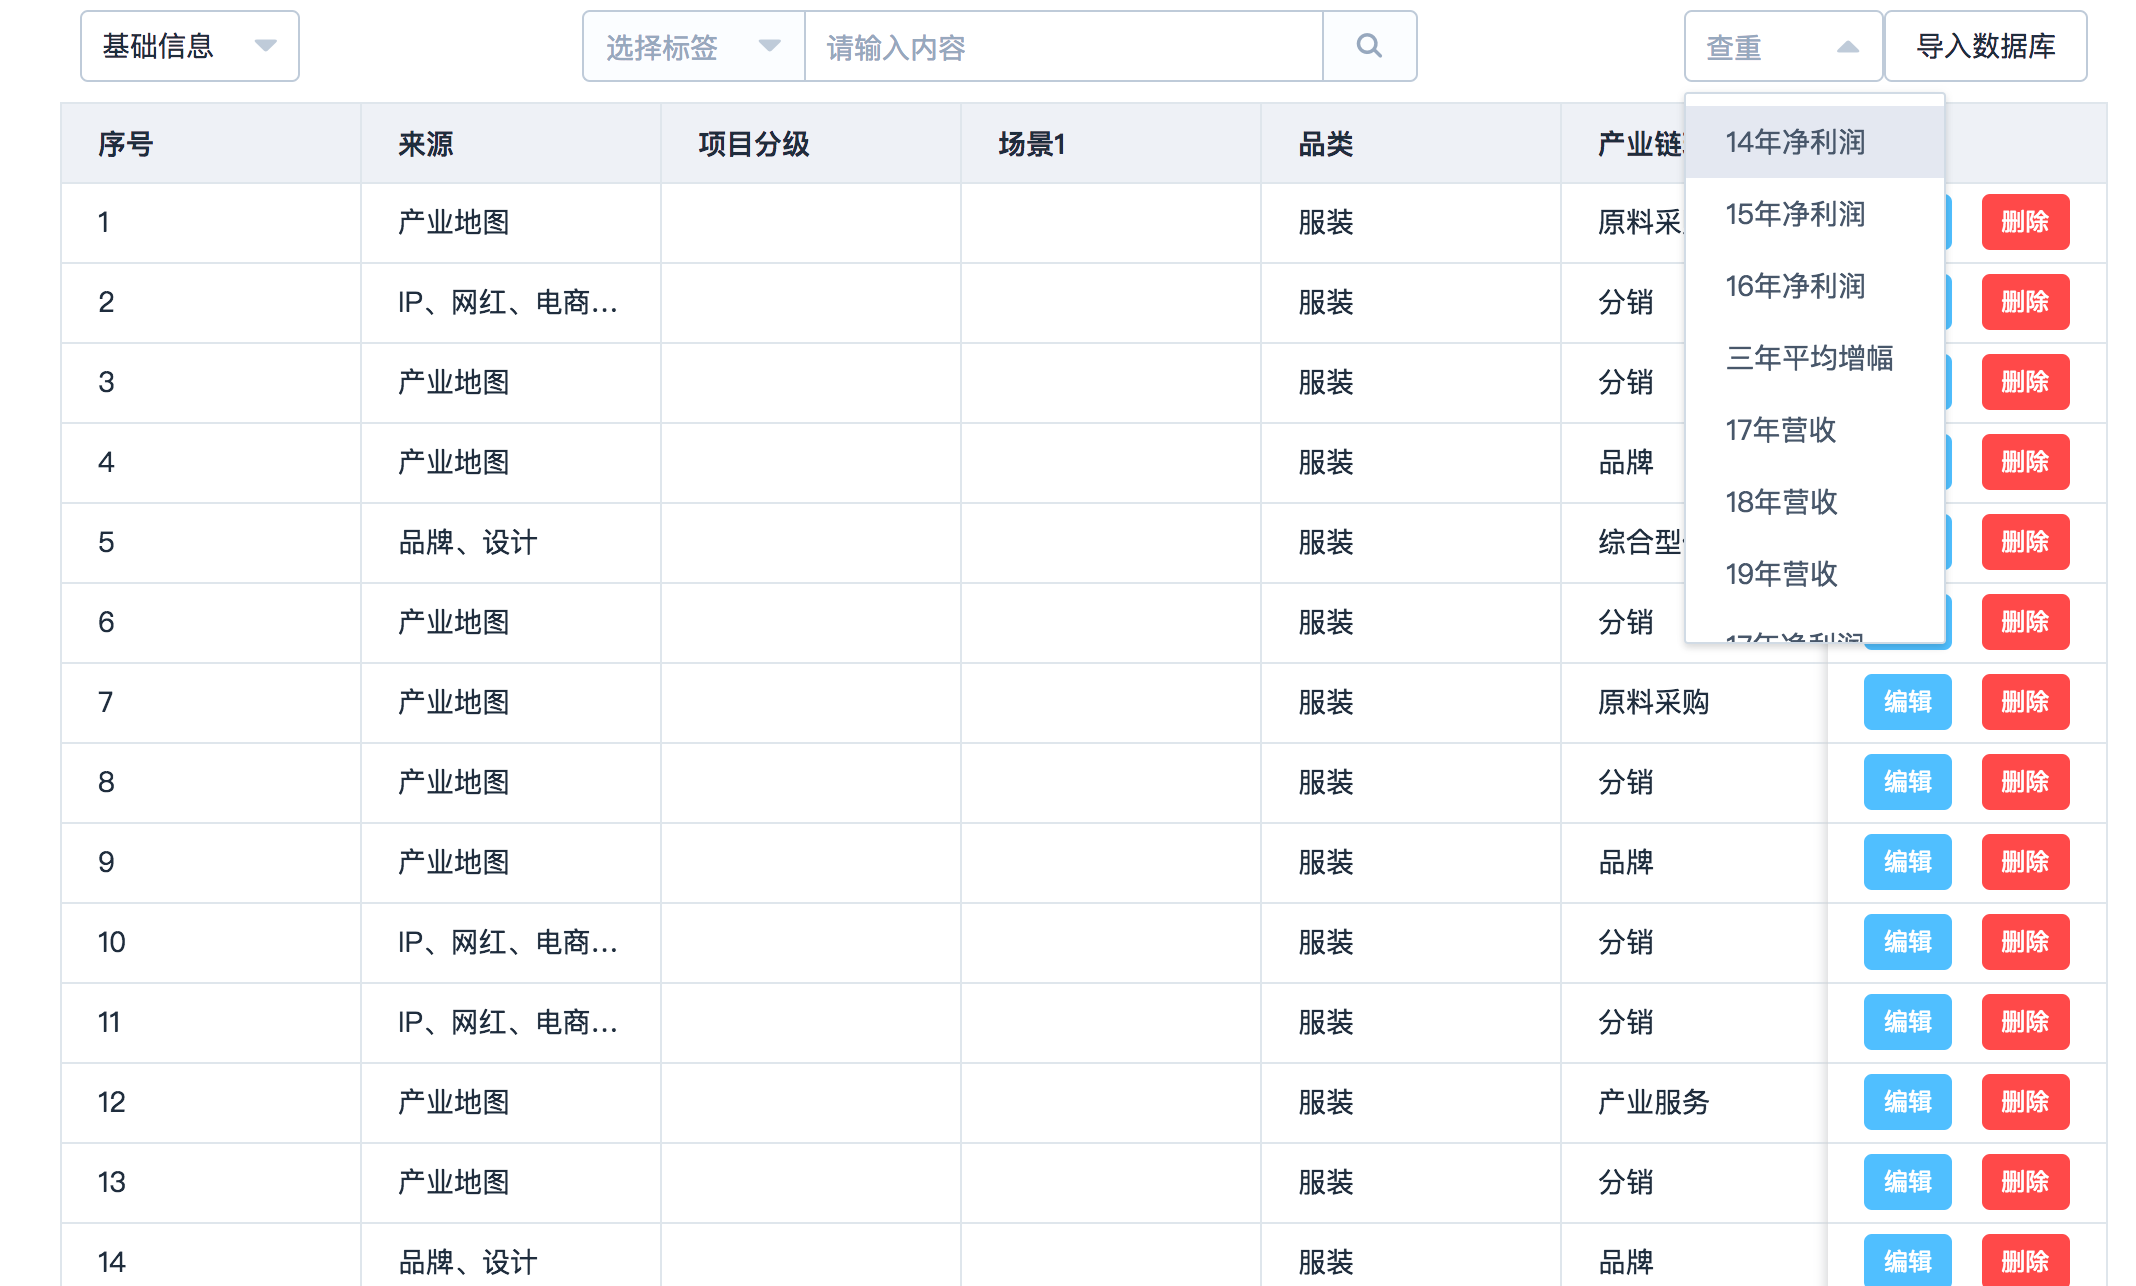 基础信息 选择标签 请输入内容 查重 导入数据库
序号 来源 项目分级 场景1 品类 产业链 14年净利润
1 产业地图 服装 原料采 15年净利润 删除
2 IP、网红、电商... 服装 分销 16年净利润 删除
3 产业地图 服装 分销 三年平均增幅 删除
4 产业地图 服装 品牌 17年营收 删除
18年营收
5 品牌、设计 服装 综合型 删除
19年营收
6 产业地图 服装 分销 删除
17年净利润
7 产业地图 服装 原料采购 编辑 删除
8 产业地图 服装 分销 编辑 删除
9 产业地图 服装 品牌 编辑 删除
10 IP、网红、电商... 服装 分销 编辑 删除
11 IP、网红、电商... 服装 分销 编辑 删除
12 产业地图 服装 产业服务 编辑 删除
13 产业地图 服装 分销 编辑 删除
14 品牌、设计 服装 品牌 编辑 删除